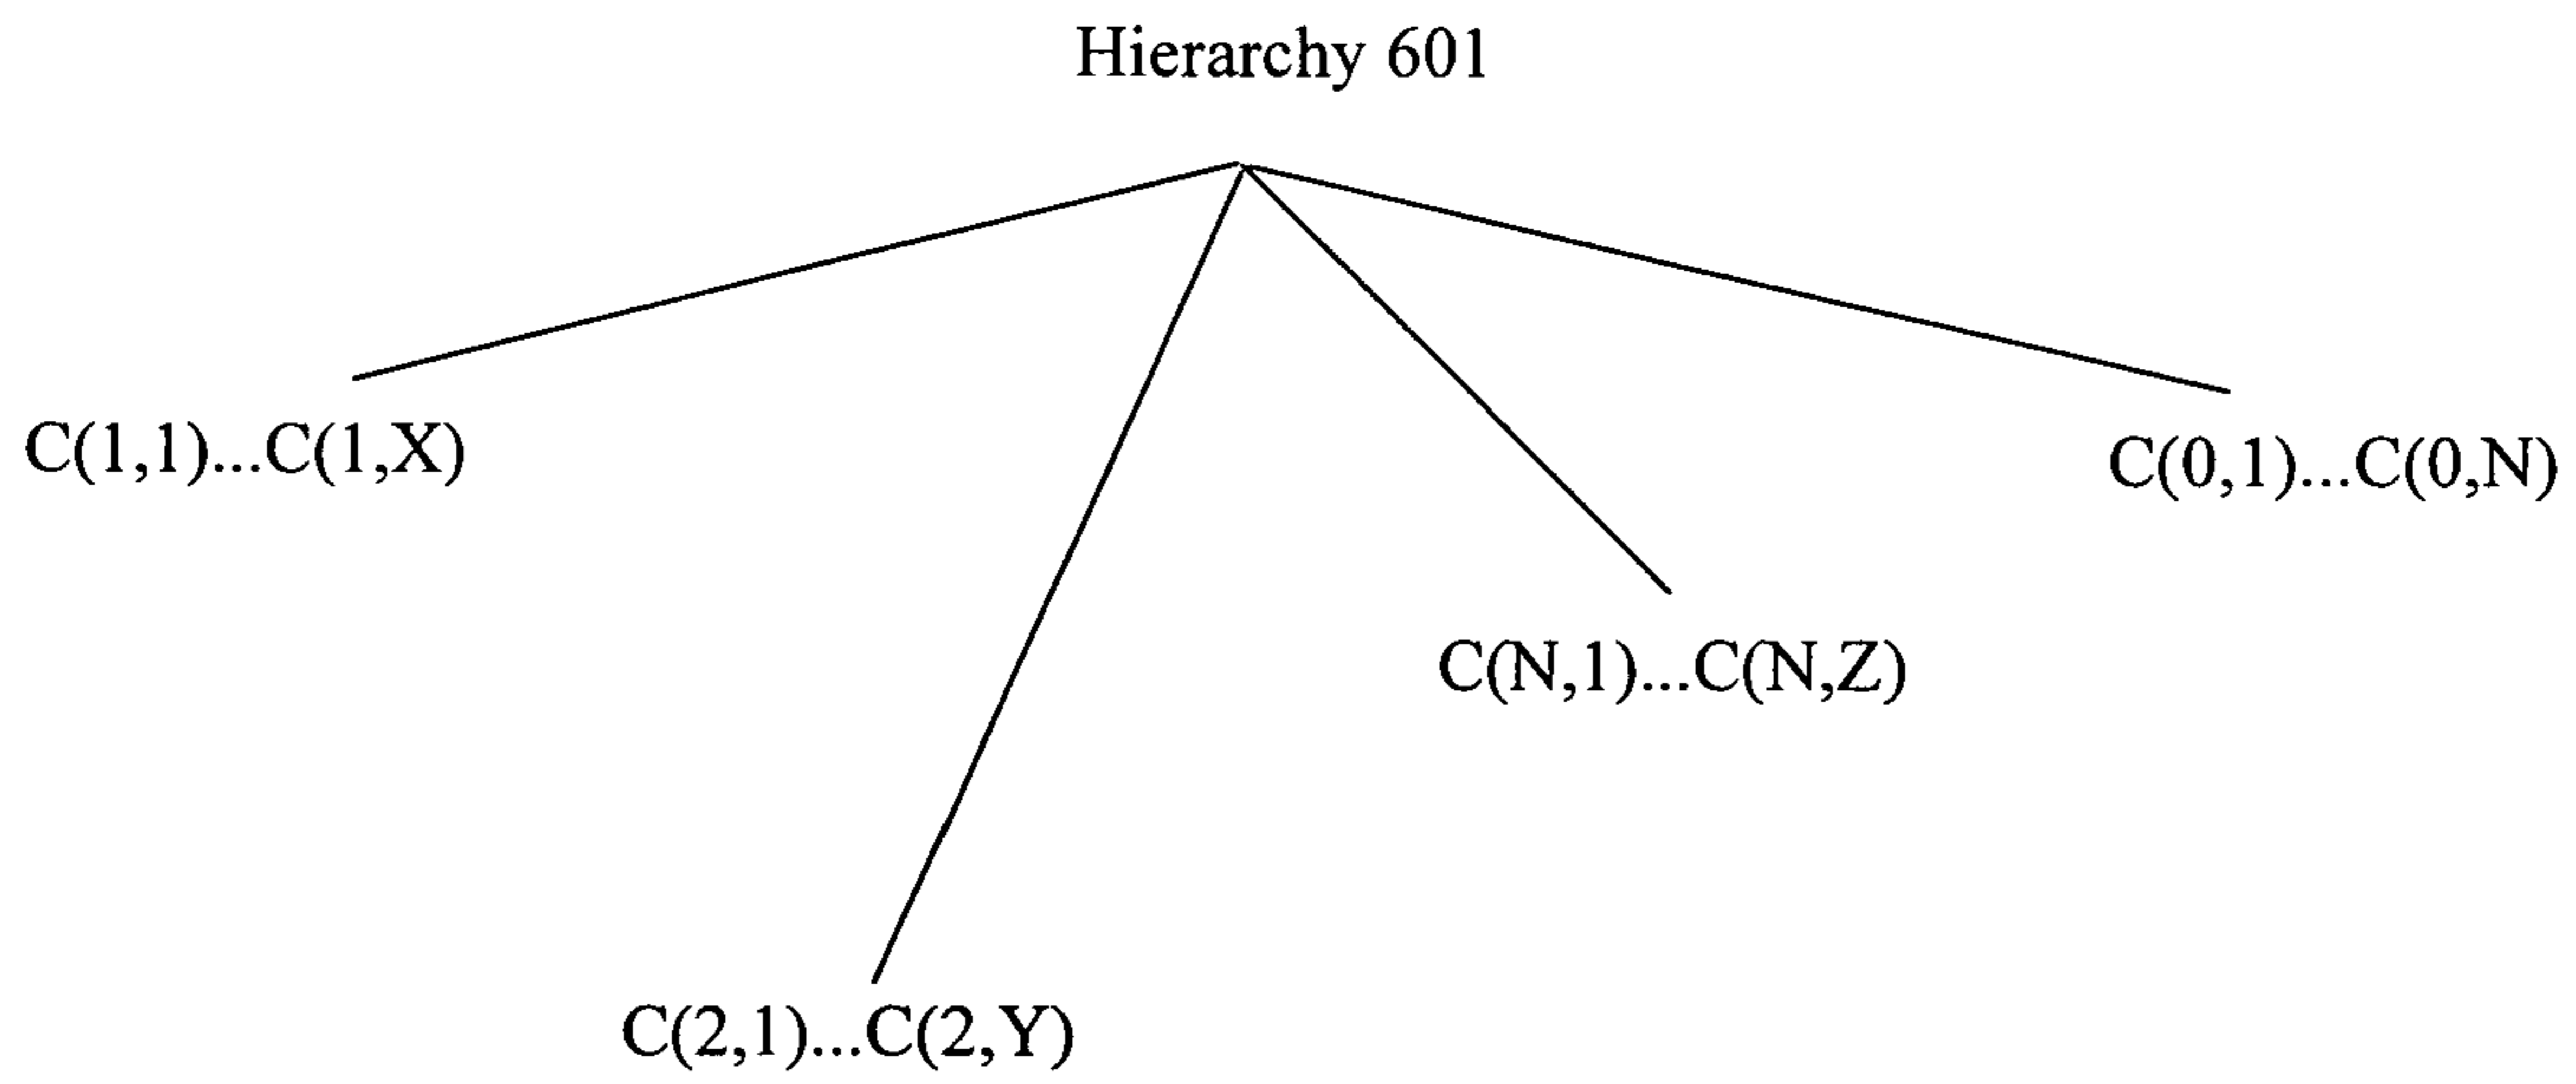 Hierarchy 601
C(1,1)...C(1,X)
C(0,1)...C(0,N)
C(N,1)...C(N,Z)
C(2,1)...C(2,Y)